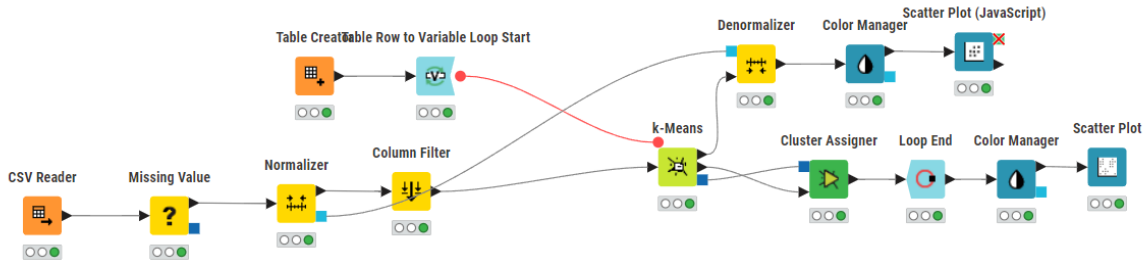 Scatter Plot (JavaScript)
Denormalizer
Color Manager
Table Creator
Table Row to Variable Loop Start
k-Means
Cluster Assigner
Loop End
Color Manager
Scatter Plot
Column Filter
Normalizer
CSV Reader
Missing Value
V
?